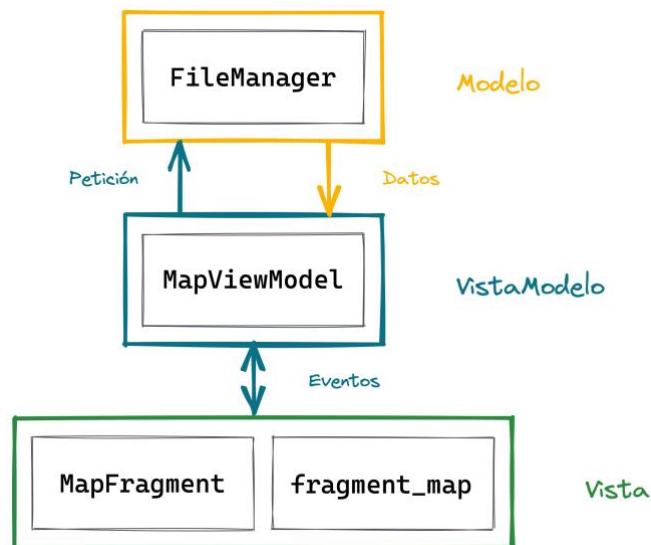 FileManager
Modelo
Petición
Datos
MapViewModel
VistaModelo
Eventos
MapFragment
fragment_map
Vista